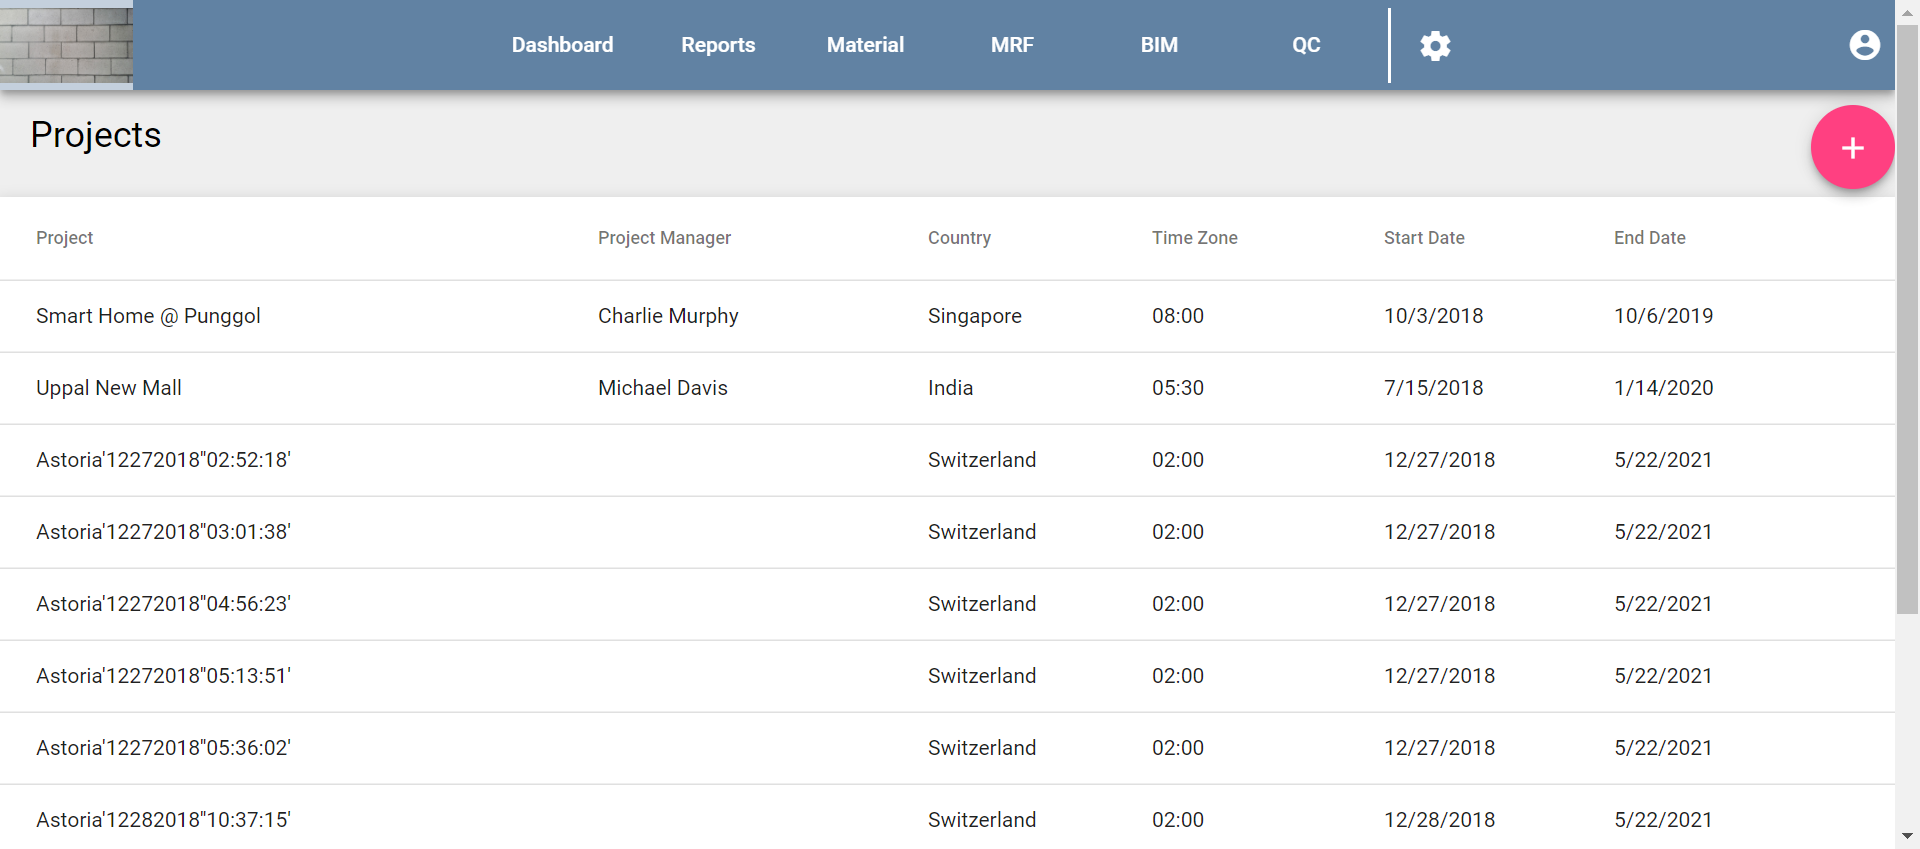 Dashboard Reports Material MRF BIM QC
Projects
+
Project Project Manager Country Time Zone Start Date End Date
Smart Home @ Punggol Charlie Murphy Singapore 08:00 10/3/2018 10/6/2019
Uppal New Mall Michael Davis India 05:30 7/15/2018 1/14/2020
Astoria'12272018"02:52:18' Switzerland 02:00 12/27/2018 5/22/2021
Astoria'12272018"03:01:38' Switzerland 02:00 12/27/2018 5/22/2021
Astoria'12272018"04:56:23' Switzerland 02:00 12/27/2018 5/22/2021
Astoria'12272018"05:13:51' Switzerland 02:00 12/27/2018 5/22/2021
Astoria'12272018"05:36:02' Switzerland 02:00 12/27/2018 5/22/2021
Astoria'12282018"10:37:15' Switzerland 02:00 12/28/2018 5/22/2021